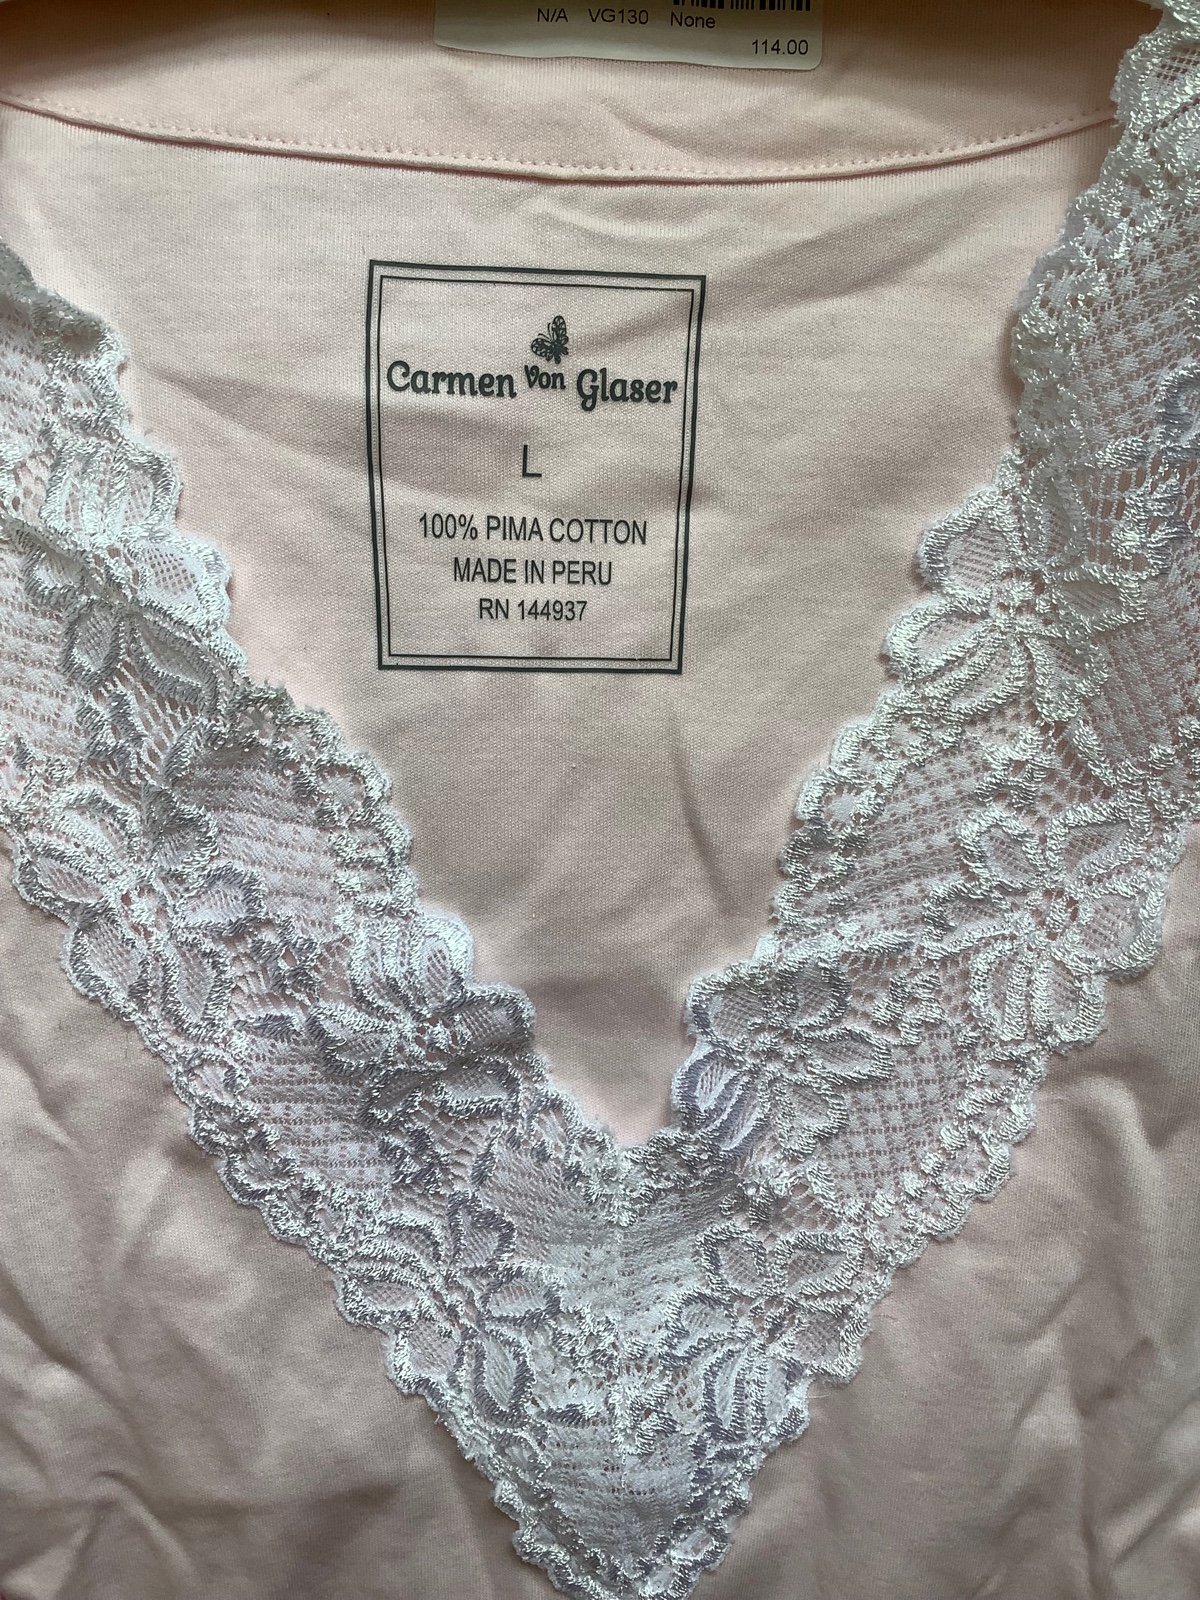 N/A VG130 None
114.00
Carmen Von Glaser
L
100% PIMA COTTON
MADE IN PERU
RN 144937